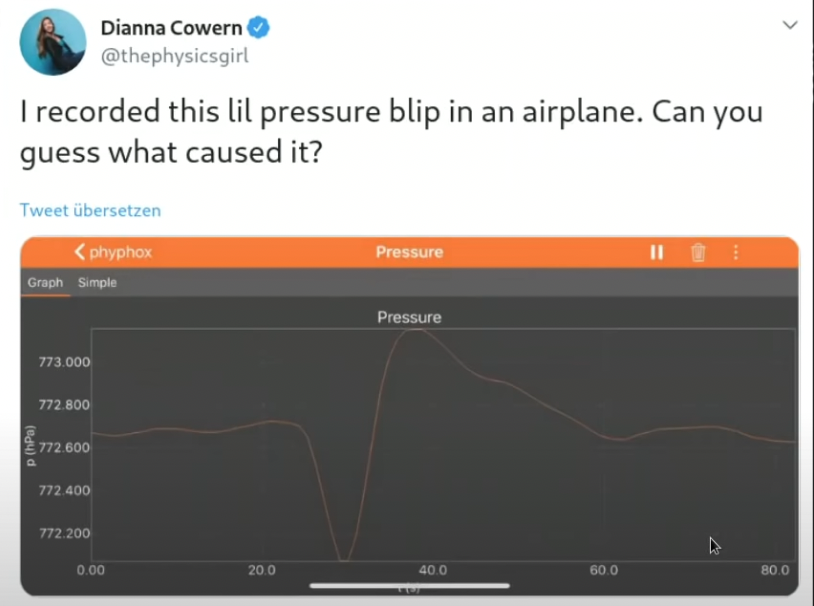 Dianna Cowern
@thephysicsgirl
I recorded this lil pressure blip in an airplane. Can you
guess what caused it?
Tweet übersetzen
phyphox Pressure
Graph Simple
Pressure
773.000
772.800
772.600
772.400
772.200
p (hPa)
0.00 20.0 40.0 60.0 80.0
t (s)